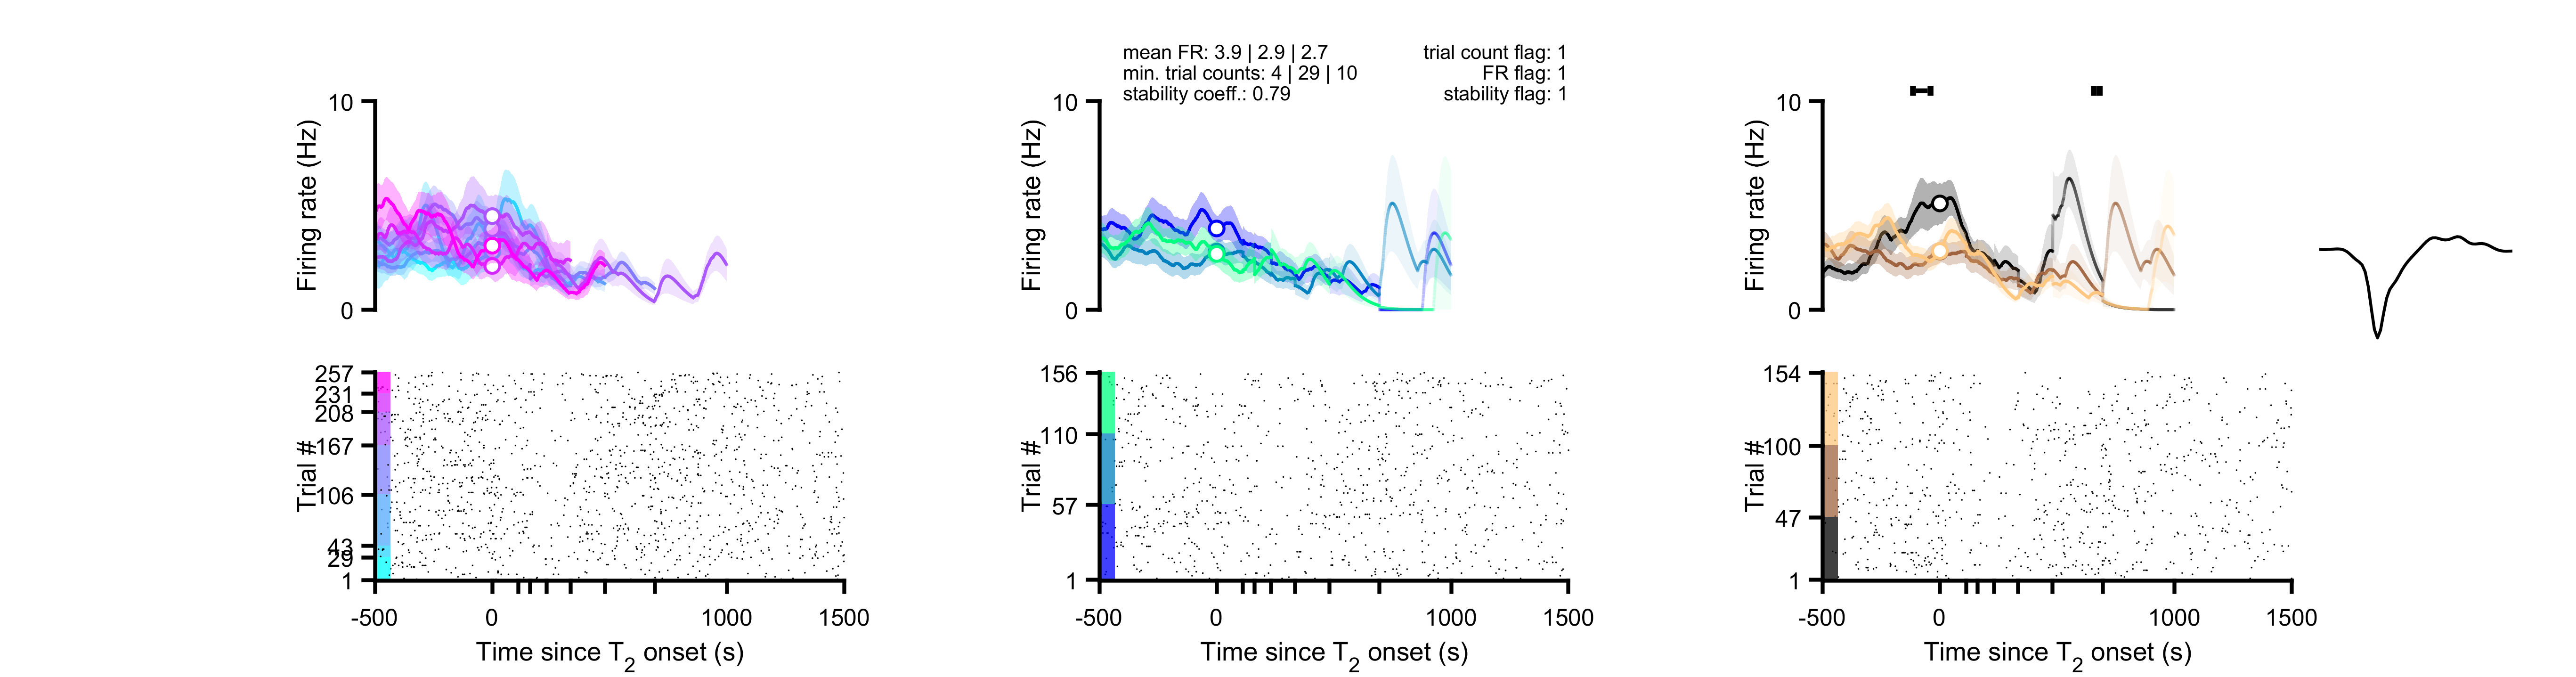 mean FR: 3.9 | 2.9 | 2.7
min. trial counts: 4 | 29 | 10
stability coeff.: 0.79
trial count flag: 1
FR flag: 1
stability flag: 1
10
Firing rate (Hz)
0
10
Firing rate (Hz)
0
10
Firing rate (Hz)
0
257
231
208
167
106
43
29
1
Trial #
-500
0
1000
1500
Time since T2 onset (s)
156
110
57
1
Trial #
-500
0
1000
1500
Time since T2 onset (s)
154
100
47
1
Trial #
-500
0
1000
1500
Time since T2 onset (s)